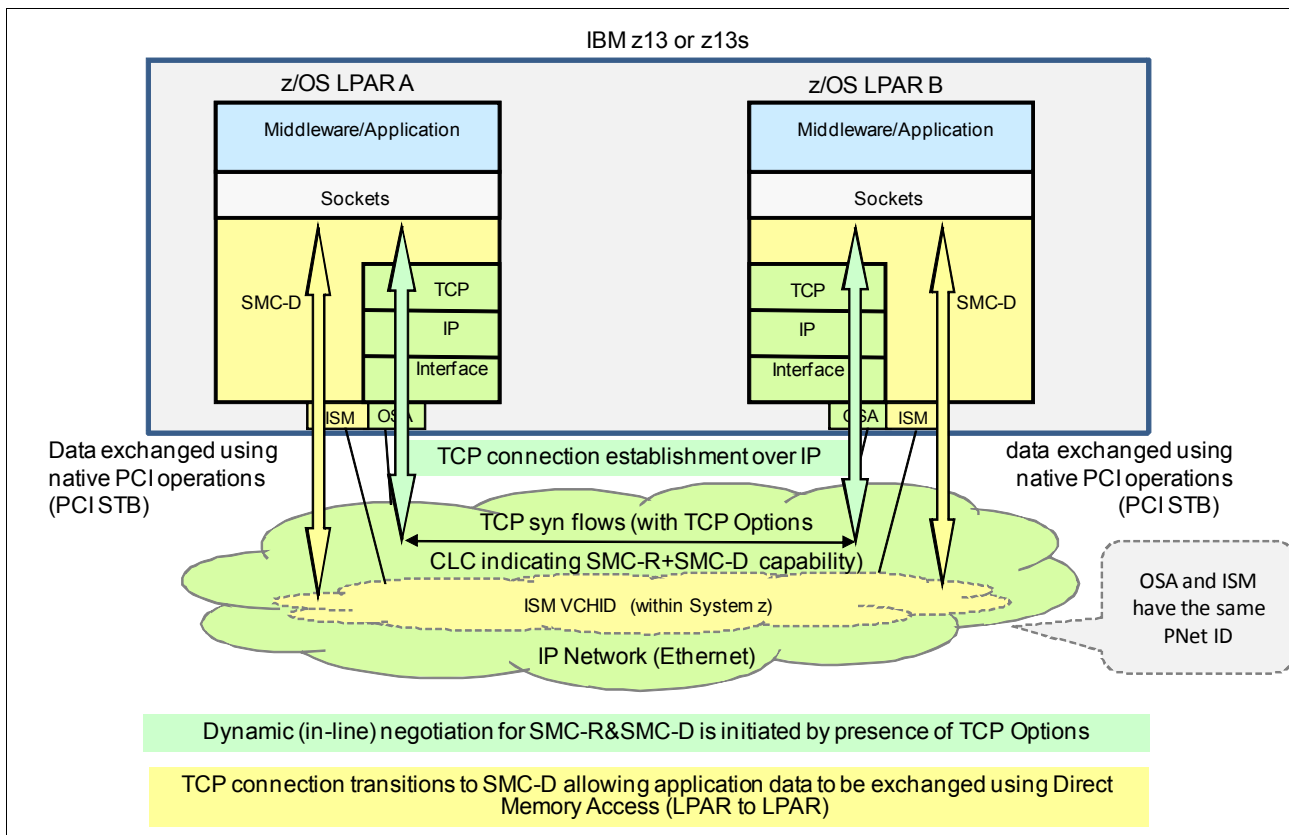 IBM z13 or z13s
z/OS LPAR A
z/OS LPAR B
Middleware/Application
Middleware/Application
Sockets
Sockets
SMC-D
TCP
IP
Interface
TCP
IP
Interface
SMC-D
ISM
OSA
OSA
ISM
Data exchanged using
native PCI operations
(PCI STB)
TCP connection establishment over IP
data exchanged using
native PCI operations
(PCI STB)
TCP syn flows (with TCP Options
CLC indicating SMC-R+SMC-D capability)
ISM VCHID (within System z)
IP Network (Ethernet)
OSA and ISM
have the same
PNet ID
Dynamic (in-line) negotiation for SMC-R&SMC-D is initiated by presence of TCP Options
TCP connection transitions to SMC-D allowing application data to be exchanged using Direct
Memory Access (LPAR to LPAR)